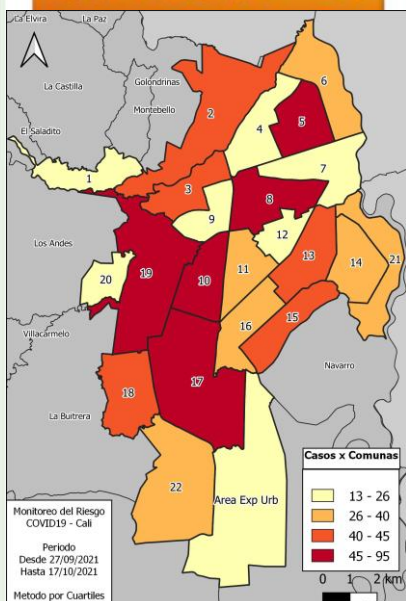 La Elvira
La Paz
La Castilla
Golondrinas
Montebello
El Saladito
6
2
4
5
7
1
3
8
9
12
Los Andes
19
10
11
13
14
21
20
16
15
Villacarmelo
Navarro
17
18
La Buitrera
22
Area Exp Urb
Casos x Comunas
13 - 26
26 - 40
40 - 45
45 - 95
0 1 2 km
Monitoreo del Riesgo
COVID19 - Cali
Periodo
Desde 27/09/2021
Hasta 17/10/2021
Metodo por Cuartiles